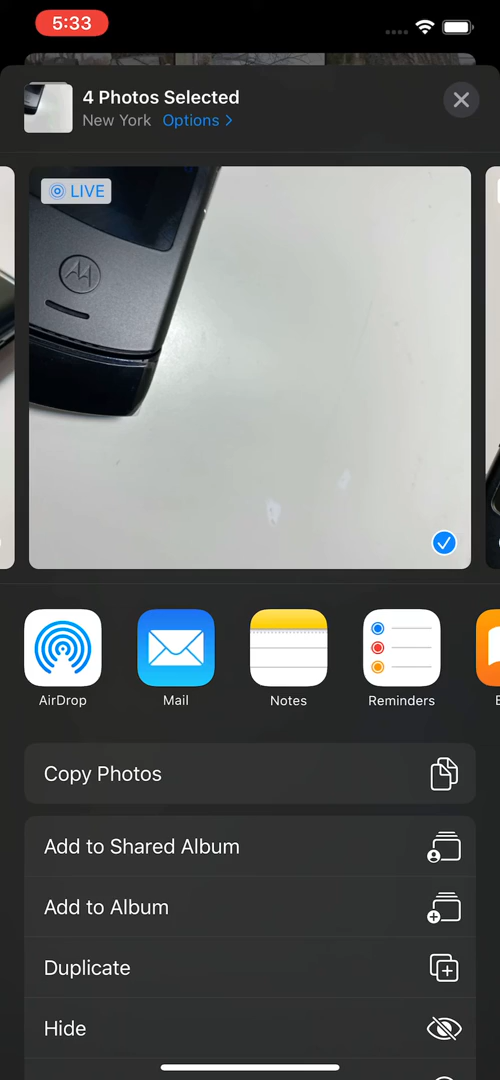 5:33
4 Photos Selected
New York Options >
LIVE
AirDrop
Mail
Notes
Reminders
Copy Photos
Add to Shared Album
Add to Album
Duplicate
Hide